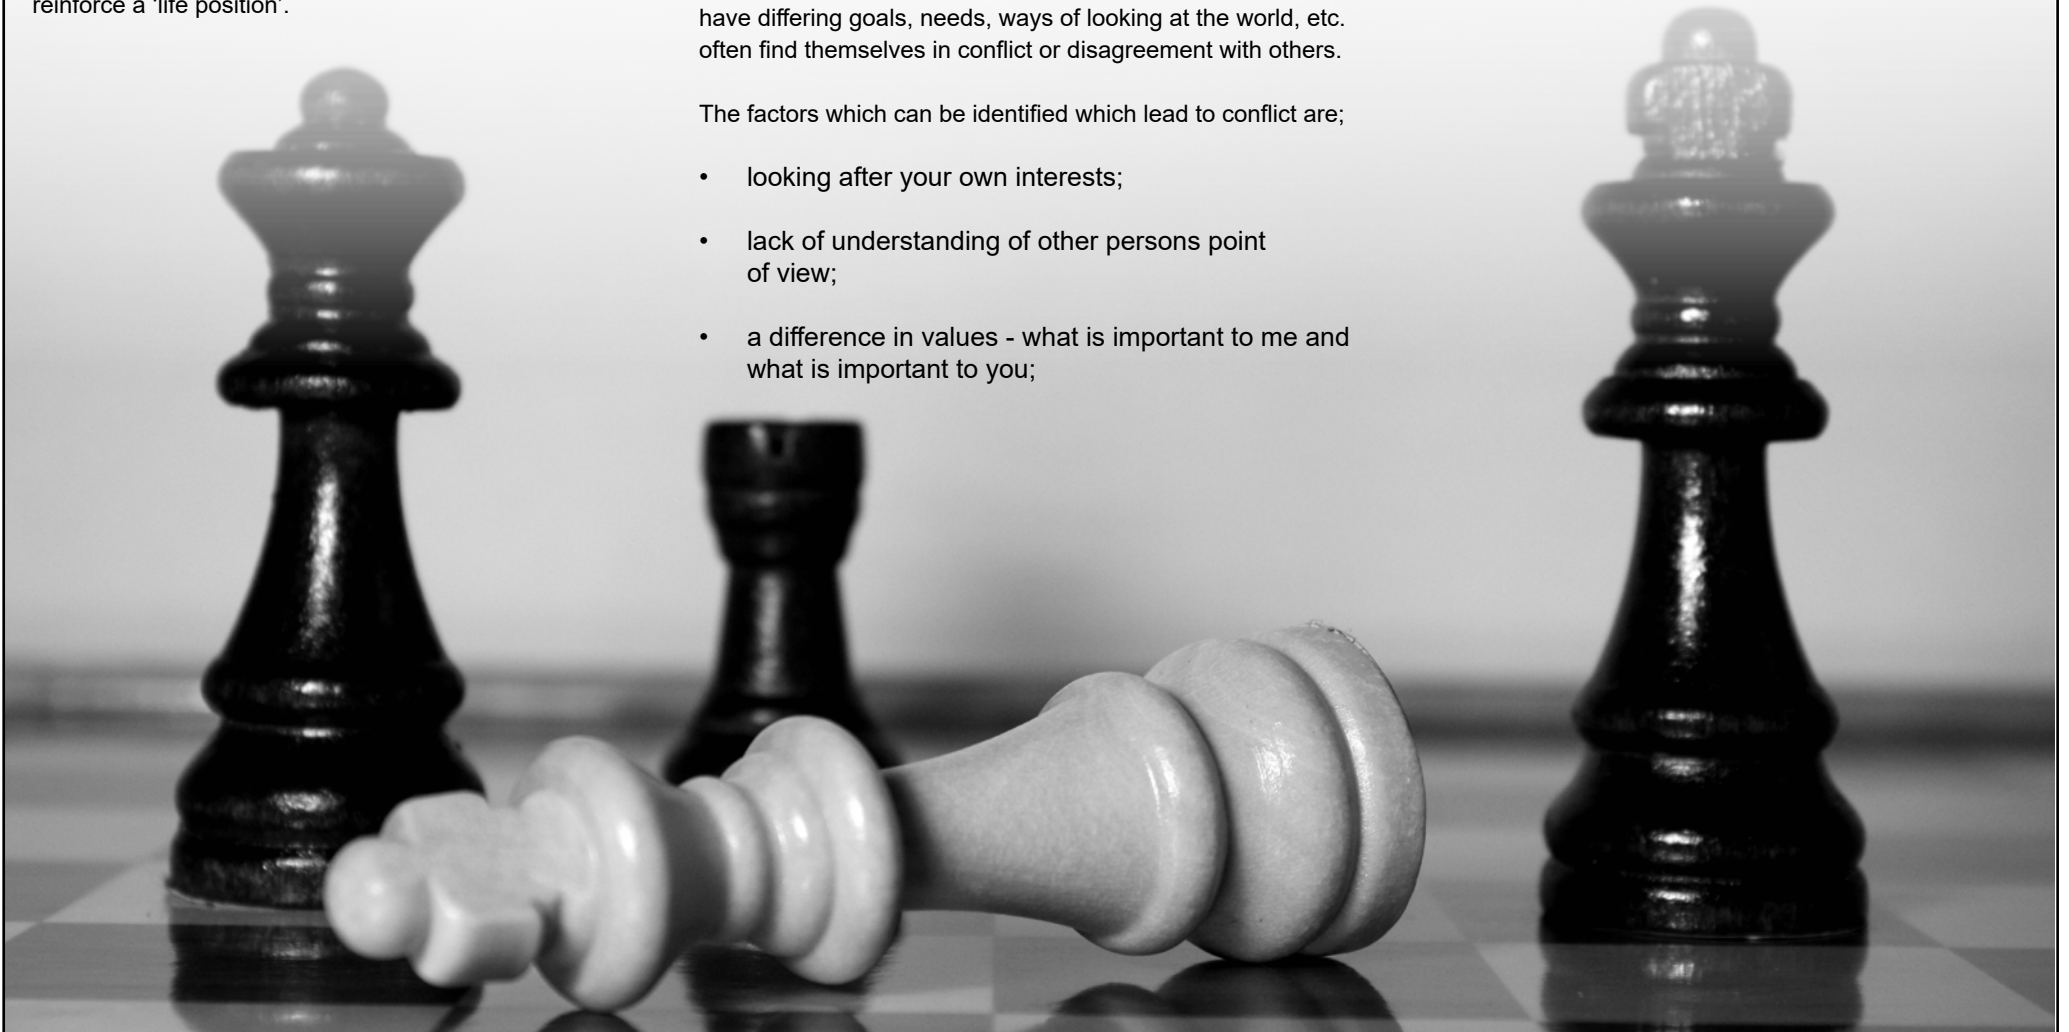 reinforce a ‘life position’.
have differing goals, needs, ways of looking at the world, etc.
often find themselves in conflict or disagreement with others.
The factors which can be identified which lead to conflict are;
• looking after your own interests;
• lack of understanding of other persons point
of view;
• a difference in values - what is important to me and
what is important to you;